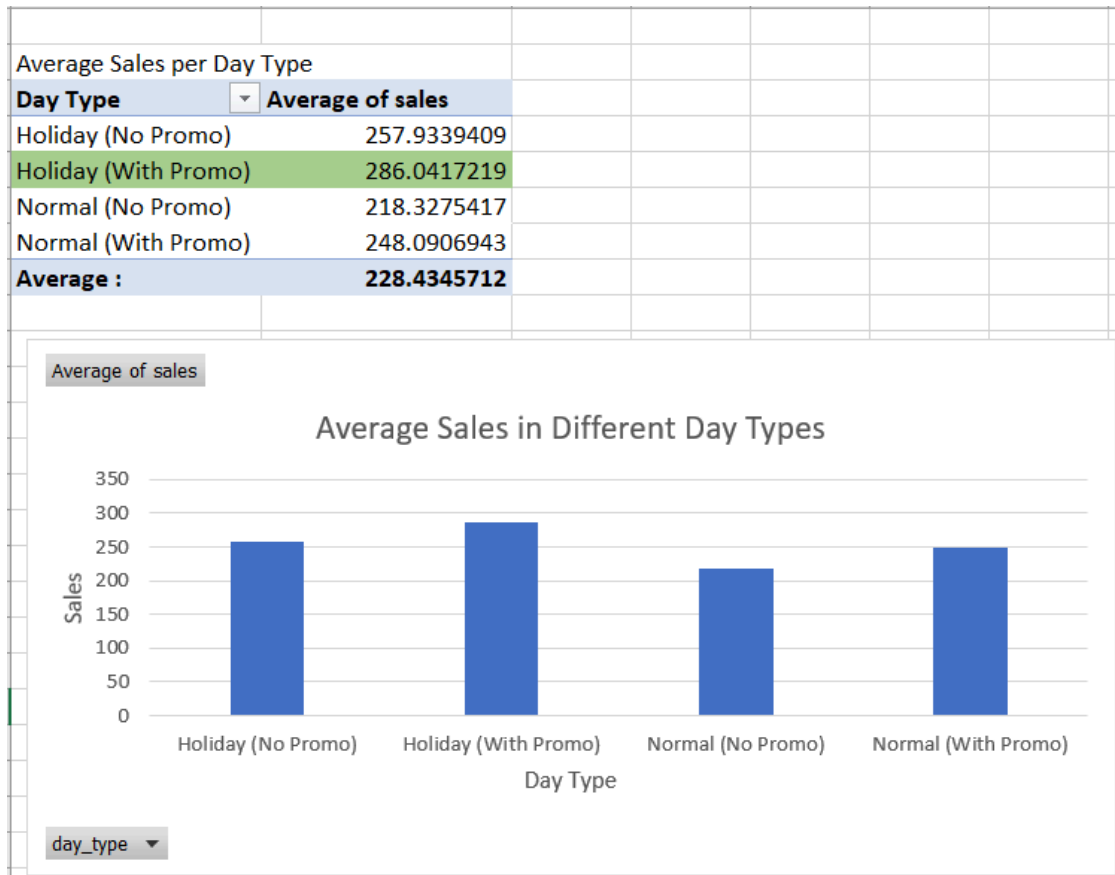 Average Sales per Day Type
Day Type Average of sales
Holiday (No Promo) 257.9339409
Holiday (With Promo) 286.0417219
Normal (No Promo) 218.3275417
Normal (With Promo) 248.0906943
Average : 228.4345712
Average of sales
Average Sales in Different Day Types
350
300
250
200
150
100
50
0
Sales
Holiday (No Promo) Holiday (With Promo) Normal (No Promo) Normal (With Promo)
Day Type
day_type